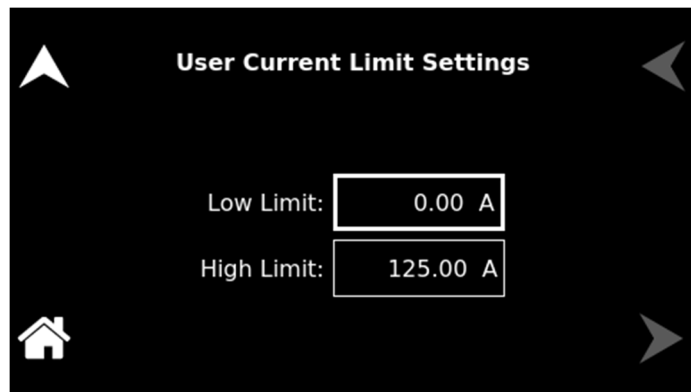 User Current Limit Settings
Low Limit: 0.00 A
High Limit: 125.00 A